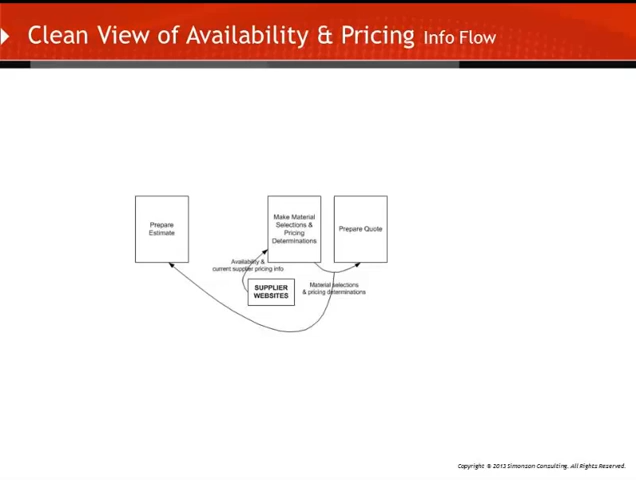 Clean View of Availability & Pricing Info Flow
Prepare
Estimate
Make Material
Selections &
Pricing
Determinations
Prepare Quote
Availability &
current supplier pricing info
SUPPLIER
WEBSITES
Material selections
& pricing determinations
Copyright © 2013 Simonson Consulting. All Rights Reserved.